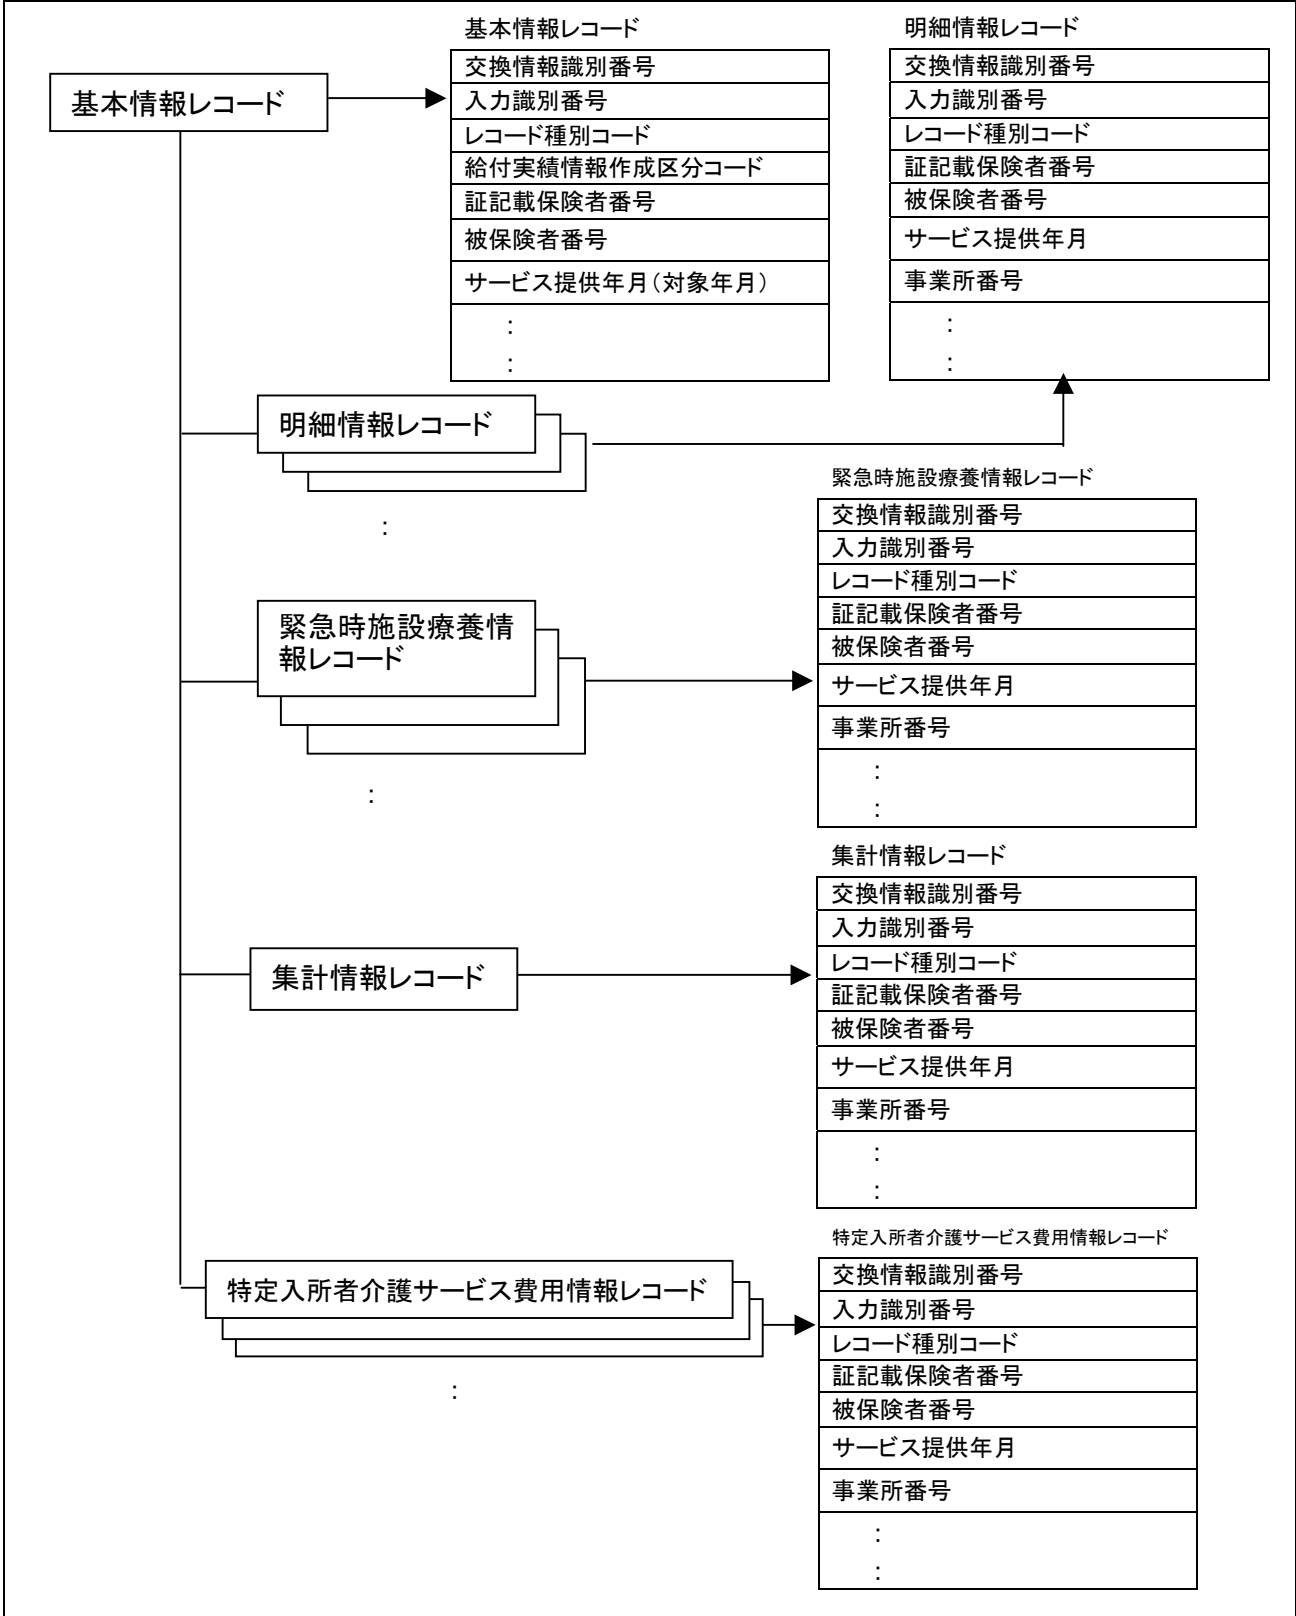 基本情報レコード
基本情報レコード
交換情報識別番号
入力識別番号
レコード種別コード
給付実績情報作成区分コード
証記載保険者番号
被保険者番号
サービス提供年月(対象年月)
:
:
明細情報レコード
交換情報識別番号
入力識別番号
レコード種別コード
証記載保険者番号
被保険者番号
サービス提供年月
事業所番号
:
:
明細情報レコード
:
緊急時施設療養情報レコード
交換情報識別番号
入力識別番号
レコード種別コード
証記載保険者番号
被保険者番号
サービス提供年月
事業所番号
:
:
緊急時施設療養情
報レコード
:
集計情報レコード
交換情報識別番号
入力識別番号
レコード種別コード
証記載保険者番号
被保険者番号
サービス提供年月
事業所番号
:
:
集計情報レコード
特定入所者介護サービス費用情報レコード
交換情報識別番号
入力識別番号
レコード種別コード
証記載保険者番号
被保険者番号
サービス提供年月
事業所番号
:
:
特定入所者介護サービス費用情報レコード
: